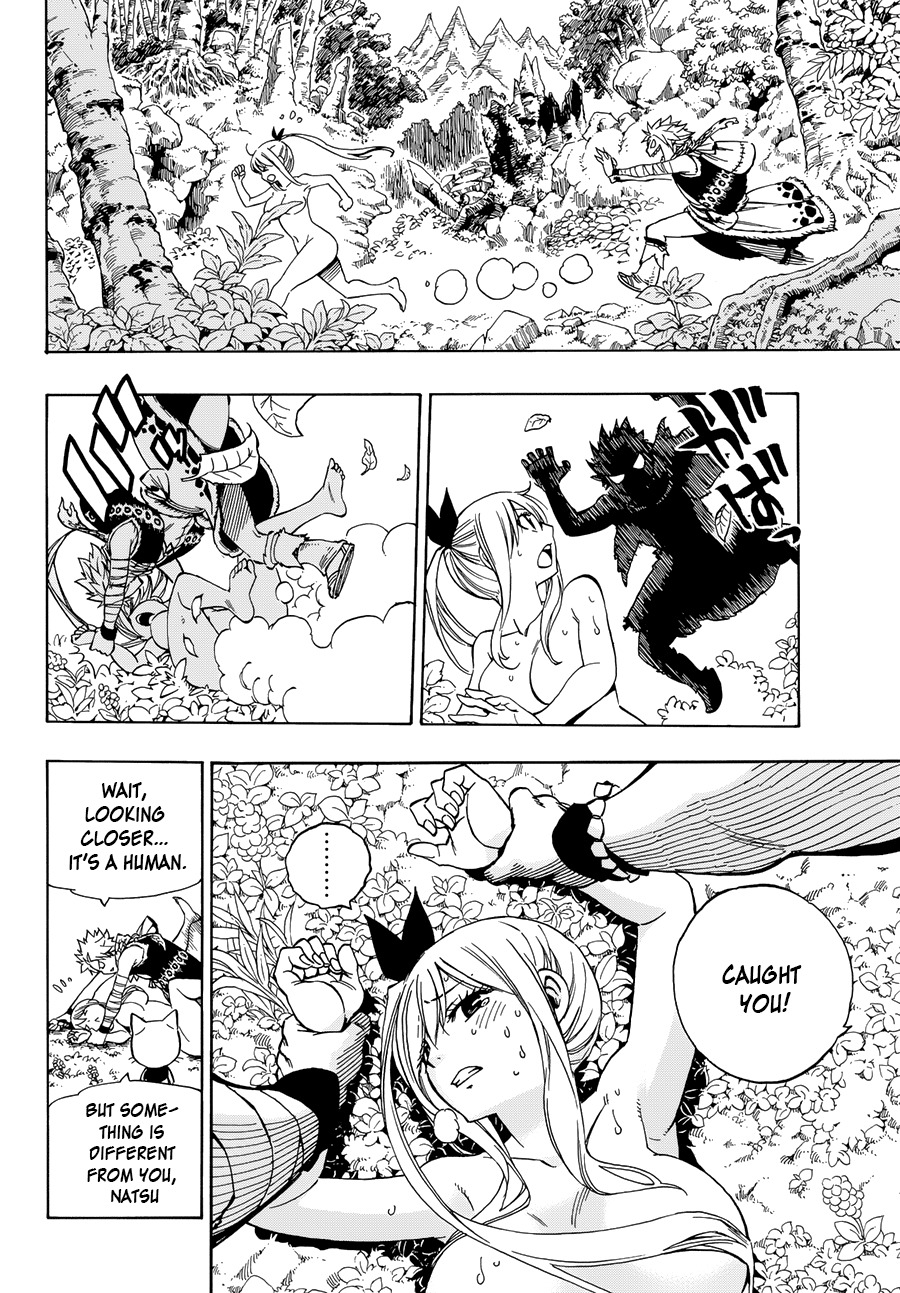 CAUGHT
YOU!
........
WAIT,
LOOKING
CLOSER...
IT'S A HUMAN.
BUT SOME-
THING IS
DIFFERENT
FROM YOU,
NATSU